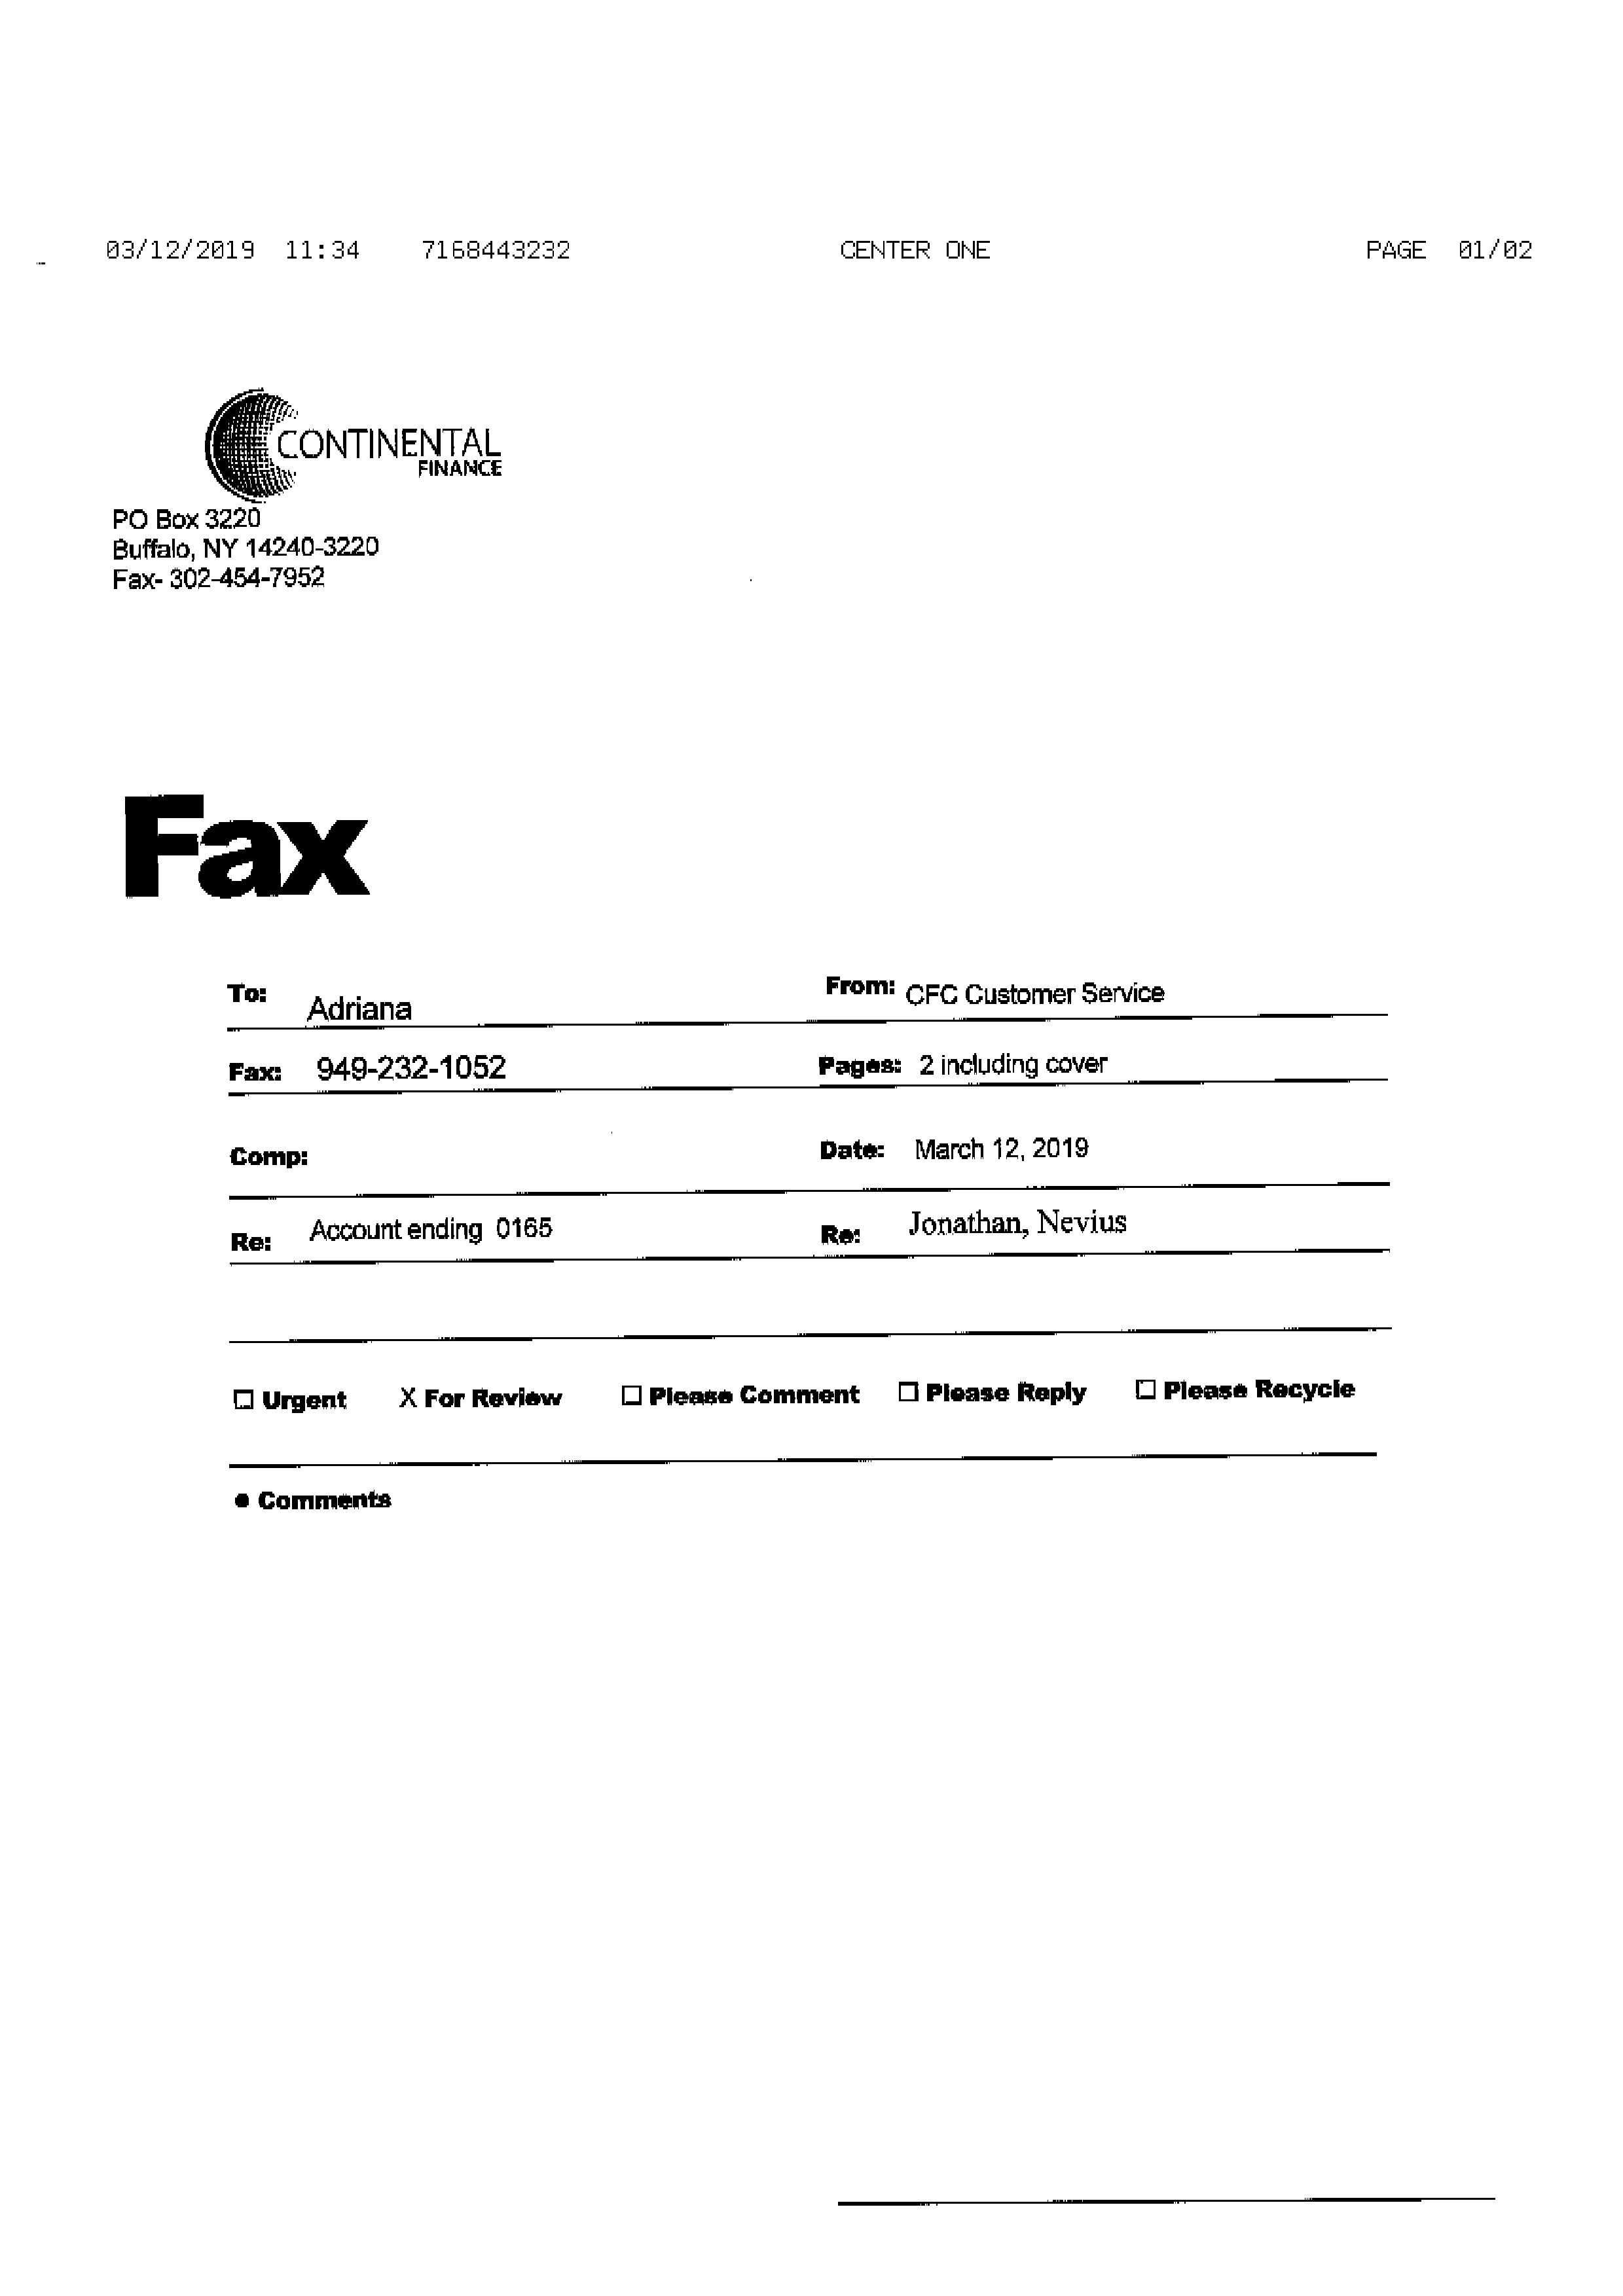 03/12/2019 11:34 7168443232 CENTER ONE PAGE 01/02
CONTINENTAL
FINANCE
PO Box 3220
Buffalo, NY 14240-3220
Fax- 302-454-7952
Fax
To: Adriana From: CFC Customer Service
Fax: 949-232-1052 Pages: 2 including cover
Comp: Date: March 12, 2019
Re: Account ending 0165 Re: Jonathan, Nevius
☐ Urgent X For Review ☐ Please Comment ☐ Please Reply ☐ Please Recycle
● Comments